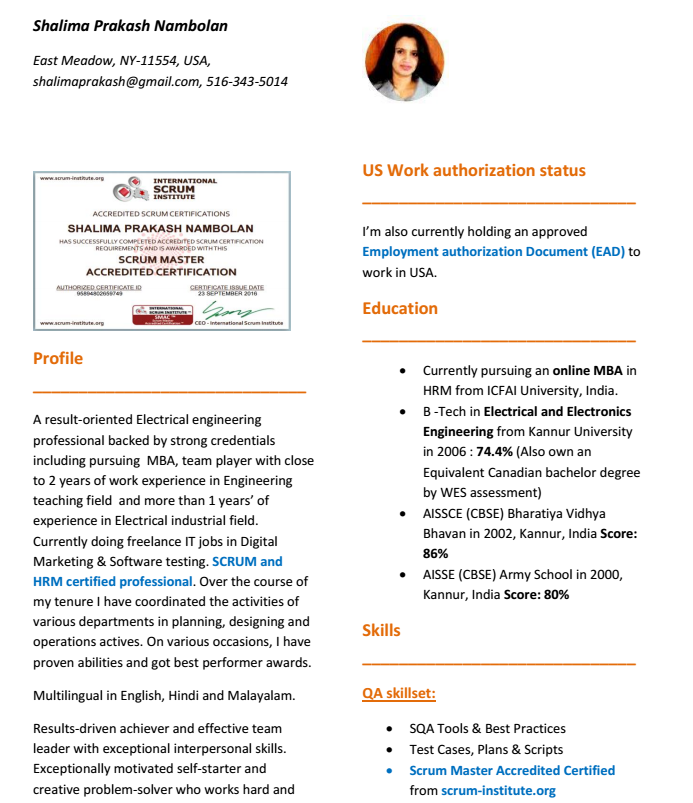 Shalima Prakash Nambolan
East Meadow, NY-11554, USA,
shalimaprakash@gmail.com, 516-343-5014
www.scrum-institute.org
INTERNATIONAL
SCRUM
INSTITUTE
ACCREDITED SCRUM CERTIFICATIONS
SHALIMA PRAKASH NAMBOLAN
HAS SUCCESSFULLY COMPLETED ACCREDITED SCRUM CERTIFICATION
REQUIREMENTS AND IS AWARDED WITH THIS
SCRUM MASTER
ACCREDITED CERTIFICATION
AUTHORIZED CERTIFICATE ID
95894802659749
CERTIFICATE ISSUE DATE
23 SEPTEMBER 2016
INTERNATIONAL
SCRUM INSTITUTE
SMAC
www.scrum-institute.org
CEO - International Scrum Institute
Profile
A result-oriented Electrical engineering
professional backed by strong credentials
including pursuing  MBA, team player with close
to 2 years of work experience in Engineering
teaching field  and more than 1 years’ of
experience in Electrical industrial field.
Currently doing freelance IT jobs in Digital
Marketing & Software testing. SCRUM and
HRM certified professional. Over the course of
my tenure I have coordinated the activities of
various departments in planning, designing and
operations actives. On various occasions, I have
proven abilities and got best performer awards.
Multilingual in English, Hindi and Malayalam.
Results-driven achiever and effective team
leader with exceptional interpersonal skills.
Exceptionally motivated self-starter and
creative problem-solver who works hard and
US Work authorization status
I’m also currently holding an approved
Employment authorization Document (EAD) to
work in USA.
Education
• Currently pursuing an online MBA in
HRM from ICFAI University, India.
• B -Tech in Electrical and Electronics
Engineering from Kannur University
in 2006 : 74.4% (Also own an
Equivalent Canadian bachelor degree
by WES assessment)
• AISSCE (CBSE) Bharatiya Vidhya
Bhavan in 2002, Kannur, India Score:
86%
• AISSE (CBSE) Army School in 2000,
Kannur, India Score: 80%
Skills
QA skillset:
• SQA Tools & Best Practices
• Test Cases, Plans & Scripts
• Scrum Master Accredited Certified
from scrum-institute.org